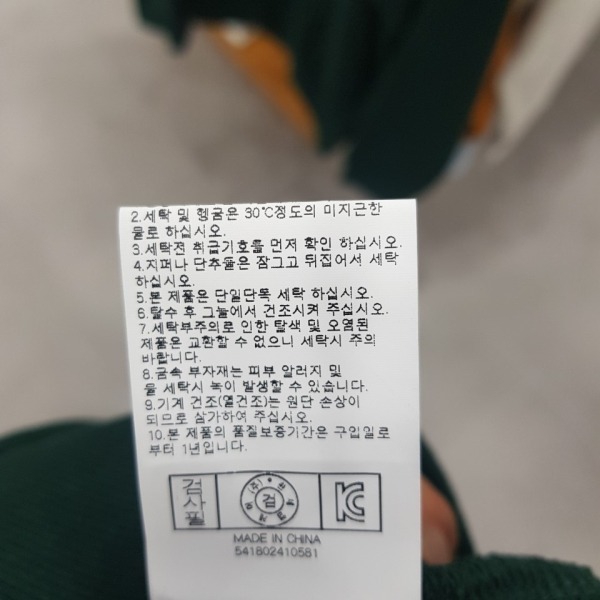 2.세탁 및 헹굼은 30℃정도의 미지근한
물로 하십시오.
3.세탁전 취급기호를 먼저 확인 하십시오.
4.지퍼나 단추들은 잠그고 뒤집어서 세탁
하십시오.
5.본 제품은 단일단독 세탁 하십시오.
6.탈수 후 그늘에서 건조시켜 주십시오.
7.세탁부주의로 인한 탈색 및 오염된
제품은 교환할 수 없으니 세탁시 주의
바랍니다.
8.금속 부자재는 피부 알러지 및
물 세탁시 녹이 발생할 수 있습니다.
9.기계 건조(열건조)는 원단 손상이
되므로 삼가하여 주십시오.
10.본 제품의 품질보증기간은 구입일로
부터 1년입니다.
검사필
검
KC
MADE IN CHINA
541802410581